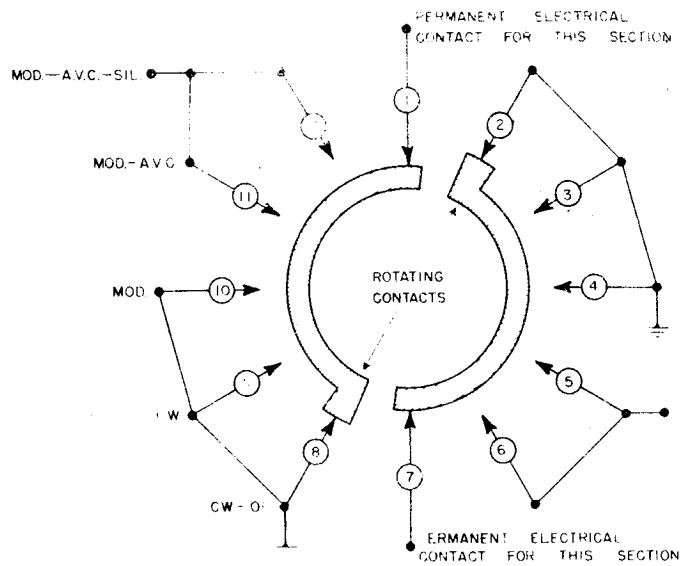 PERMANENT ELECTRICAL
CONTACT FOR THIS SECTION
MOD.—A.V.C.—SIL.
1
2
MOD.—A.V.C
3
11
ROTATING
CONTACTS
MOD.
10
4
5
CW
8
6
7
CW-O
ERMANENT ELECTRICAL
CONTACT FOR THIS SECTION